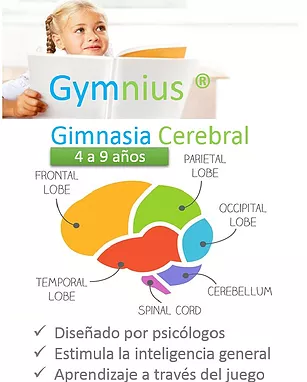 Gymnius ®
Gimnasia Cerebral
4 a 9 años
PARIETAL
LOBE
FRONTAL
LOBE
OCCIPITAL
LOBE
TEMPORAL
LOBE
CEREBELLUM
SPINAL CORD
✓ Diseñado por psicólogos
✓ Estimula la inteligencia general
✓ Aprendizaje a través del juego